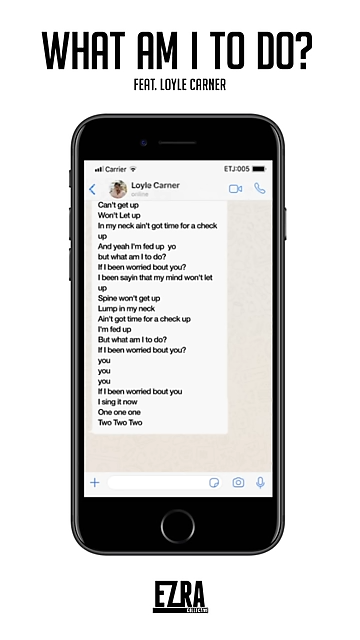 WHAT AM I TO DO?
FEAT. LOYLE CARNER
Carrier
ETJ:005
Loyle Carner
online
Can't get up
Won't Let up
In my neck ain't got time for a check
up
And yeah I'm fed up  yo
but what am I to do?
If I been worried bout you?
I been sayin that my mind won't let
up
Spine won't get up
Lump in my neck
Ain't got time for a check up
I'm fed up
But what am I to do?
If I been worried bout you?
you
you
you
If I been worried bout you
I sing it now
One one one
Two Two Two
EZRA
COLLECTIVE